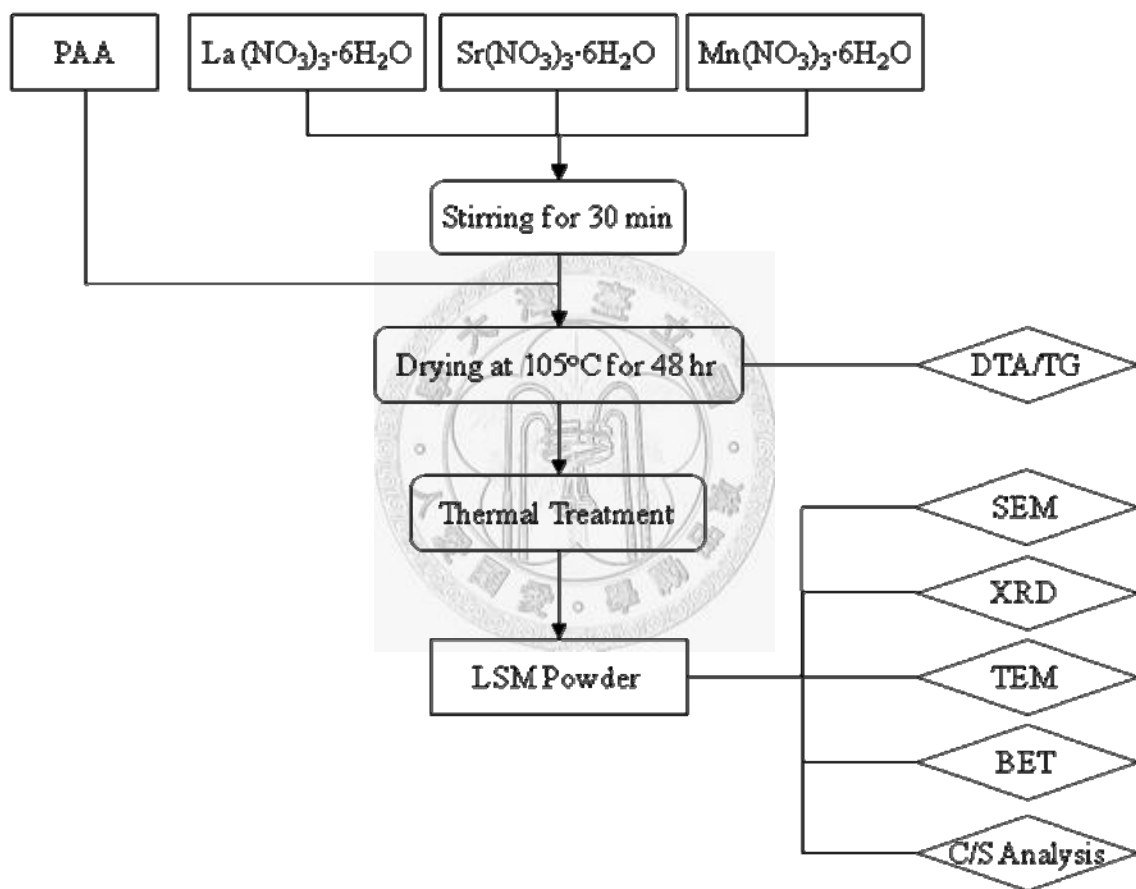 PAA
La(NO₃)₃·6H₂O
Sr(NO₃)₃·6H₂O
Mn(NO₃)₃·6H₂O
Stirring for 30 min
Drying at 105°C for 48 hr
DTA/TG
Thermal Treatment
SEM
XRD
LSM Powder
TEM
BET
C/S Analysis